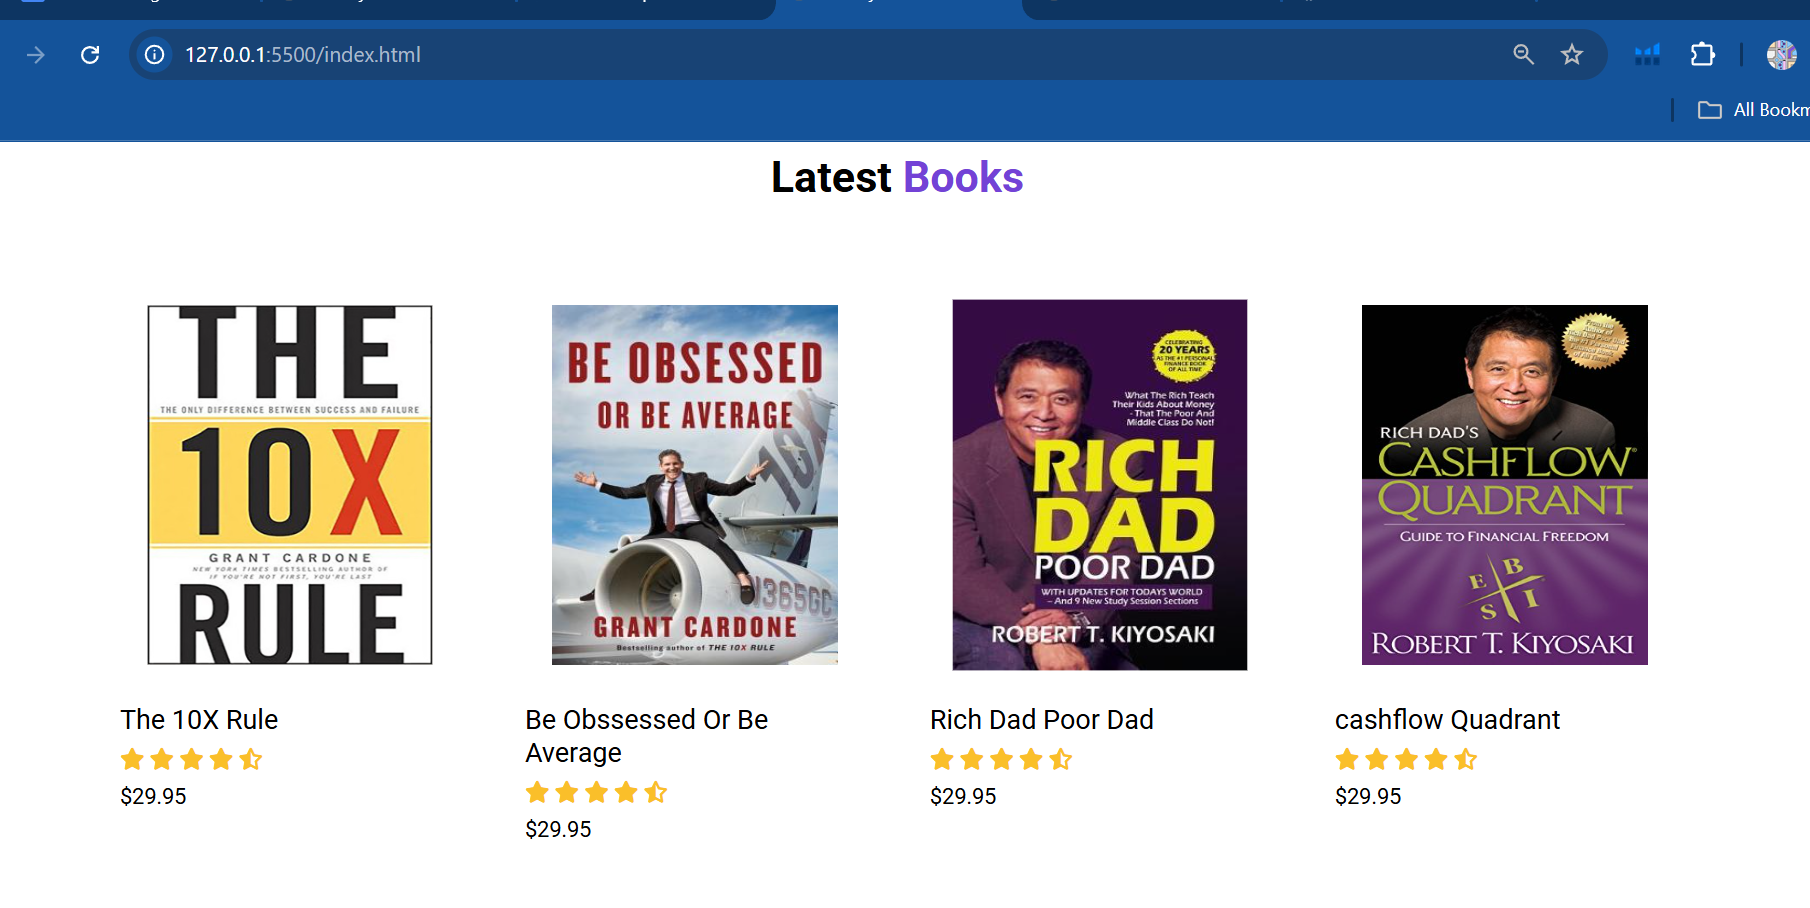 127.0.0.1:5500/index.html
All Bookm
Latest Books
THE
THE ONLY DIFFERENCE BETWEEN SUCCESS AND FAILURE
10X
GRANT CARDONE
NEW YORK TIMES BESTSELLING AUTHOR OF
IF YOU'RE NOT FIRST, YOU'RE LAST
RULE
BE OBSESSED
OR BE AVERAGE
10X
N365GC
GRANT CARDONE
Bestselling author of THE 10X RULE
CELEBRATING
20 YEARS
AS THE #1 PERSONAL
FINANCE BOOK
OF ALL TIME
What The Rich Teach
Their Kids About Money
- That The Poor And
Middle Class Do Not!
RICH
DAD
POOR DAD
WITH UPDATES FOR TODAYS WORLD
- And 9 New Study Session Sections
ROBERT T. KIYOSAKI
RICH DAD'S
CASHFLOW®
QUADRANT
GUIDE TO FINANCIAL FREEDOM
E B
S I
ROBERT T. KIYOSAKI
The 10X Rule
$29.95
Be Obssessed Or Be
Average
$29.95
Rich Dad Poor Dad
$29.95
cashflow Quadrant
$29.95